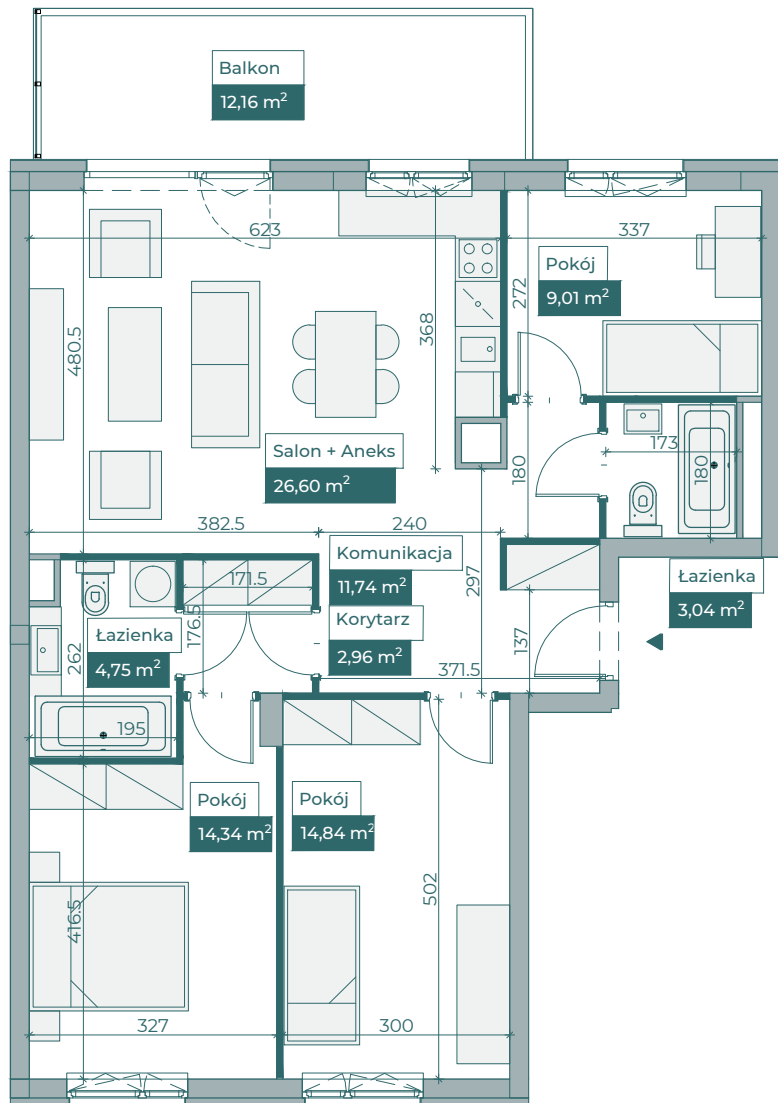 Balkon
12,16 m²
623
337
Pokój
9,01 m²
272
368
480.5
Salon + Aneks
26,60 m²
173
180
180
382.5
240
Komunikacja
11,74 m²
Korytarz
2,96 m²
297
171.5
176.5
Łazienka
3,04 m²
Łazienka
4,75 m²
262
137
371.5
195
Pokój
14,34 m²
Pokój
14,84 m²
416.5
502
327
300